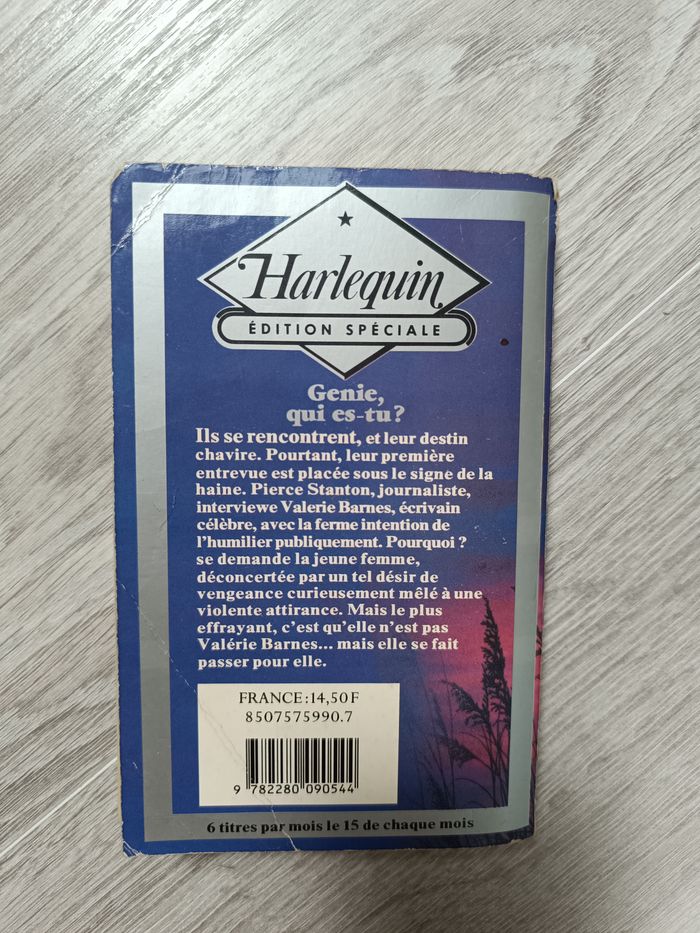 Harlequin
ÉDITION SPÉCIALE
Genie,
qui es-tu?
Ils se rencontrent, et leur destin
chavire. Pourtant, leur première
entrevue est placée sous le signe de la
haine. Pierce Stanton, journaliste,
interviewe Valerie Barnes, écrivain
célèbre, avec la ferme intention de
l'humilier publiquement. Pourquoi ?
se demande la jeune femme,
déconcertée par un tel désir de
vengeance curieusement mêlé à une
violente attirance. Mais le plus
effrayant, c'est qu'elle n'est pas
Valérie Barnes... mais elle se fait
passer pour elle.
FRANCE:14,50F
8507575990.7
9 782280 090544
6 titres par mois le 15 de chaque mois